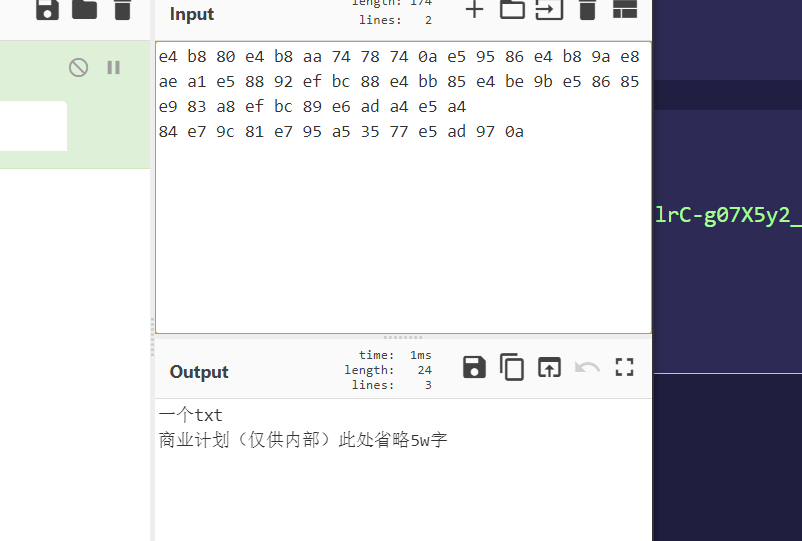 Input
length: 174
lines: 2
e4 b8 80 e4 b8 aa 74 78 74 0a e5 95 86 e4 b8 9a e8
ae a1 e5 88 92 ef bc 88 e4 bb 85 e4 be 9b e5 86 85
e9 83 a8 ef bc 89 e6 ad a4 e5 a4
84 e7 9c 81 e7 95 a5 35 77 e5 ad 97 0a
lrC-g07X5y2_
Output
time: 1ms
length: 24
lines: 3
一个txt
商业计划（仅供内部）此处省略5w字